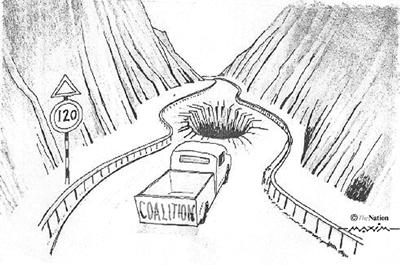 120
COALITION
© The Nation
MAXIM